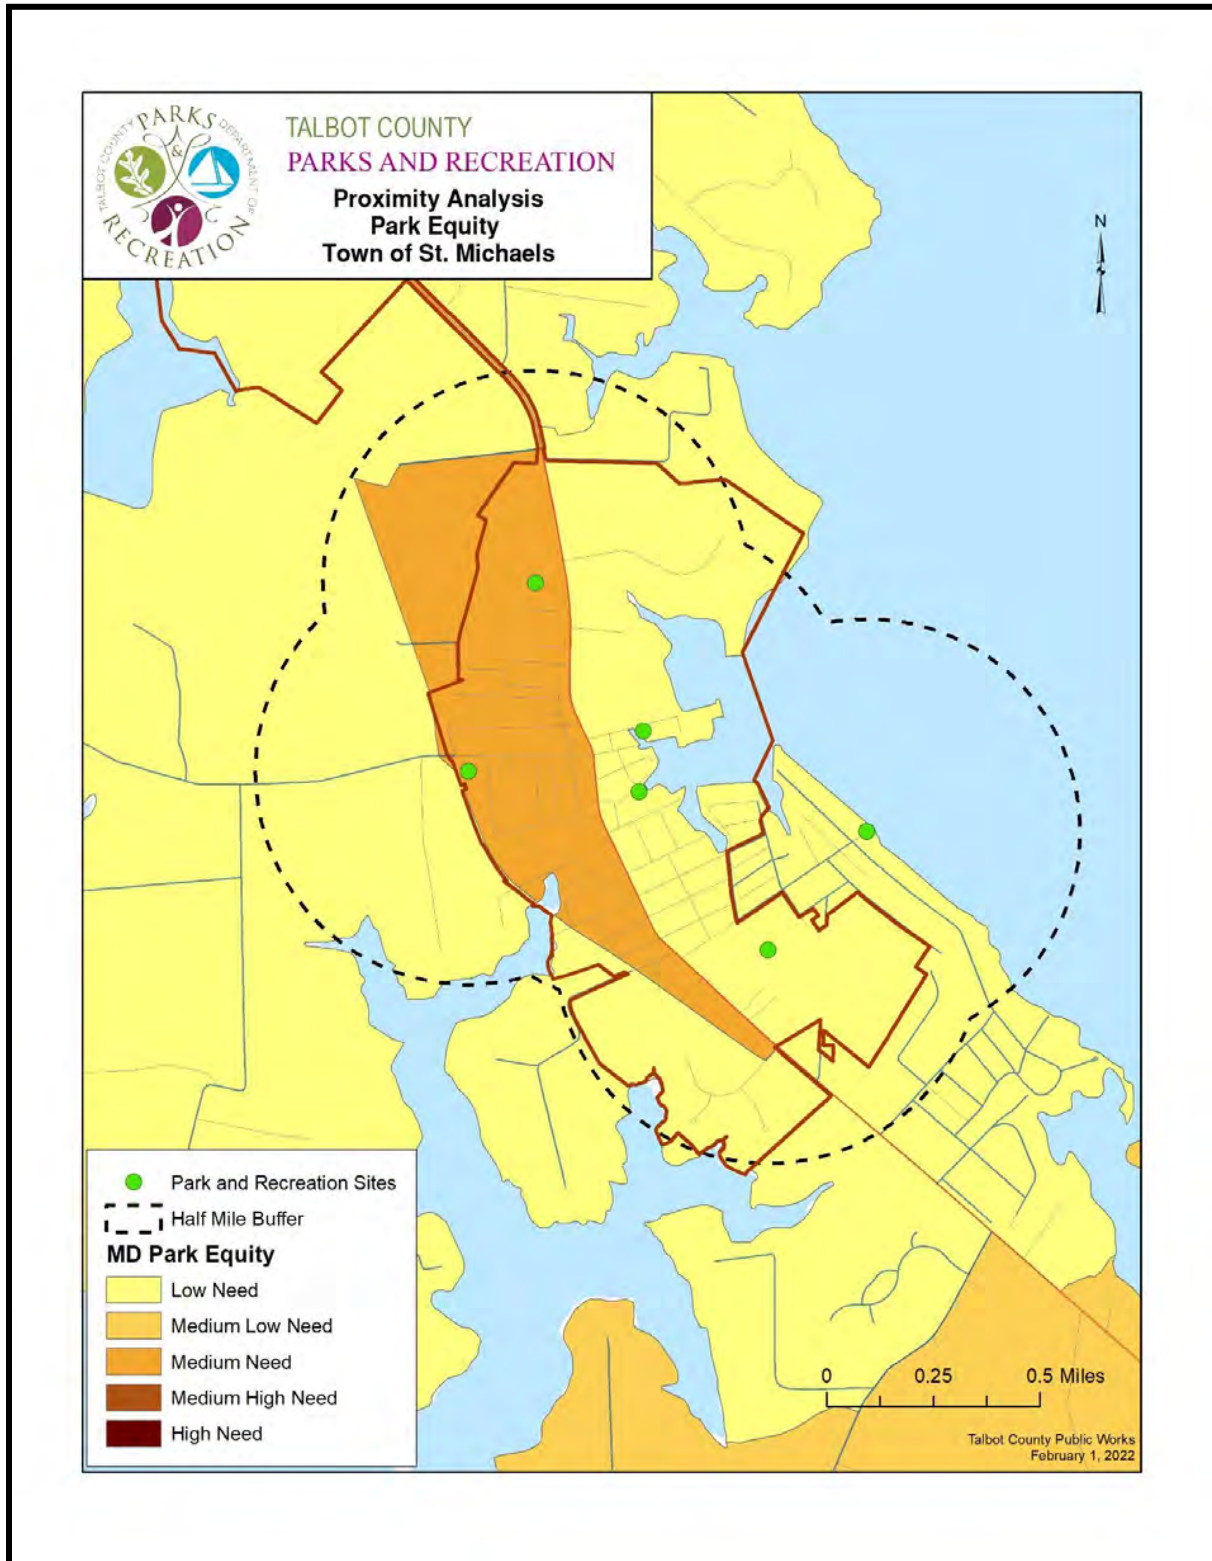 TALBOT COUNTY DEPARTMENT OF
PARKS
&
RECREATION
TALBOT COUNTY
PARKS AND RECREATION
Proximity Analysis
Park Equity
Town of St. Michaels
N
Park and Recreation Sites
Half Mile Buffer
MD Park Equity
Low Need
Medium Low Need
Medium Need
Medium High Need
High Need
0 0.25 0.5 Miles
Talbot County Public Works
February 1, 2022